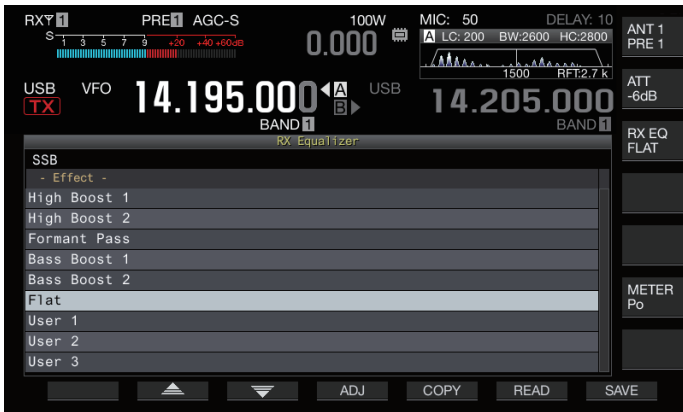 RX 1 PRE 1 AGC-S 100W MIC: 50 DELAY: 10
S 1 3 5 7 9 +20 +40 +60dB
0.000
A LC: 200 BW:2600 HC:2800
1500 RFT:2.7 k
USB VFO 14.195.000 A USB 14.205.000
TX B
BAND 1 BAND 1
RX Equalizer
SSB
- Effect -
High Boost 1
High Boost 2
Formant Pass
Bass Boost 1
Bass Boost 2
Flat
User 1
User 2
User 3
ANT 1
PRE 1
ATT
-6dB
RX EQ
FLAT
METER
Po
ADJ COPY READ SAVE